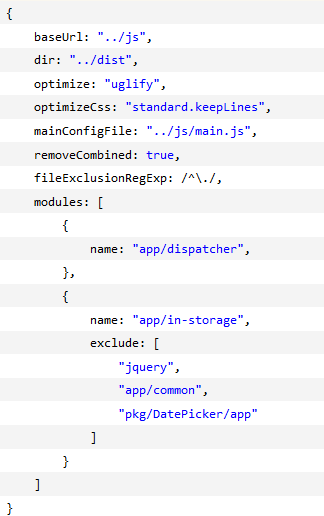 {
    baseUrl: "../js",
    dir: "../dist",
    optimize: "uglify",
    optimizeCss: "standard.keepLines",
    mainConfigFile: "../js/main.js",
    removeCombined: true,
    fileExclusionRegExp: /^\./,
    modules: [
        {
            name: "app/dispatcher",
        },
        {
            name: "app/in-storage",
            exclude: [
                "jquery",
                "app/common",
                "pkg/DatePicker/app"
            ]
        }
    ]
}